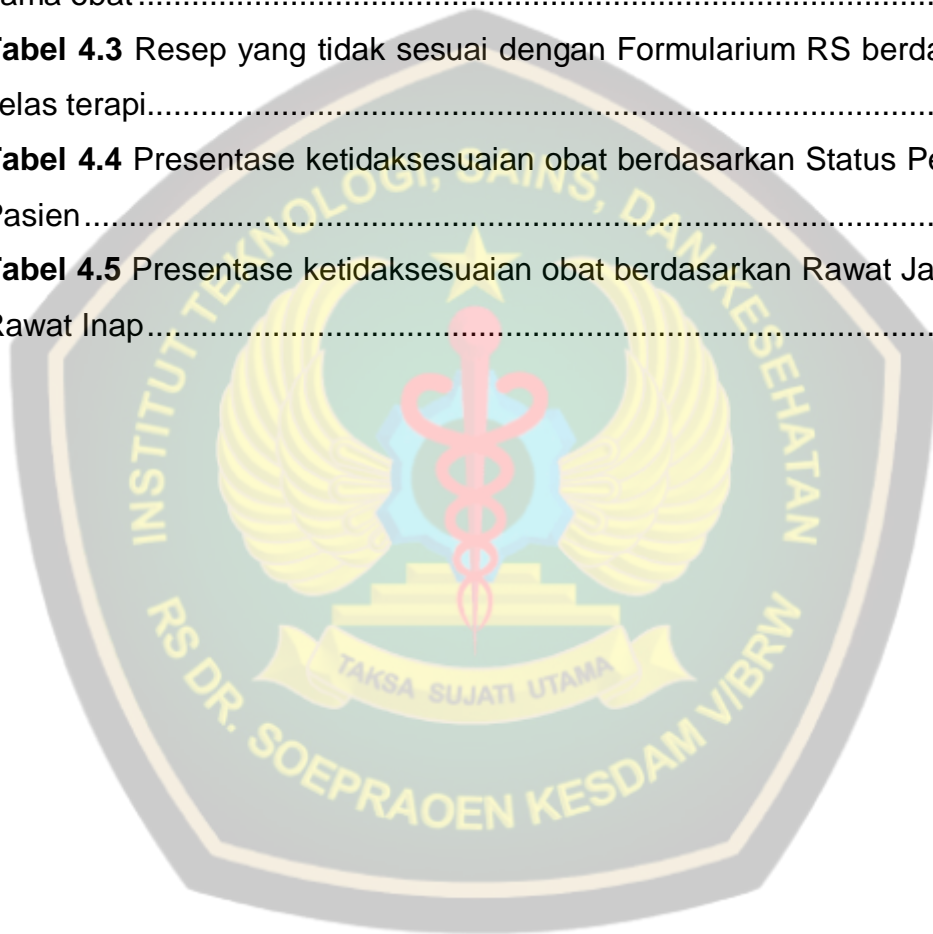 obat..........................................................................................
Tabel 4.3 Resep yang tidak sesuai dengan Formularium RS berda
elas terapi..........................................................................................
Tabel 4.4 Presentase ketidaksesuaian obat berdasarkan Status Pe
Pasien..........................................................................................
Tabel 4.5 Presentase ketidaksesuaian obat berdasarkan Rawat Ja
Rawat Inap..........................................................................................
INSTITUT TEKNOLOGI, SAINS, DAN KESEHATAN
TAKSA SUJATI UTAMA
RS DR. SOEPRAOEN KESDAM V/BRW